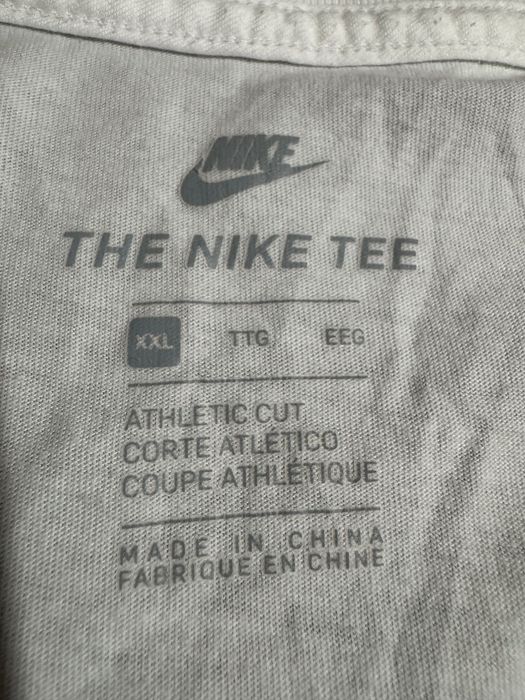 NIKE
THE NIKE TEE
XXL TTG EEG
ATHLETIC CUT
CORTE ATLÉTICO
COUPE ATHLÉTIQUE
MADE IN CHINA
FABRIQUE EN CHINE